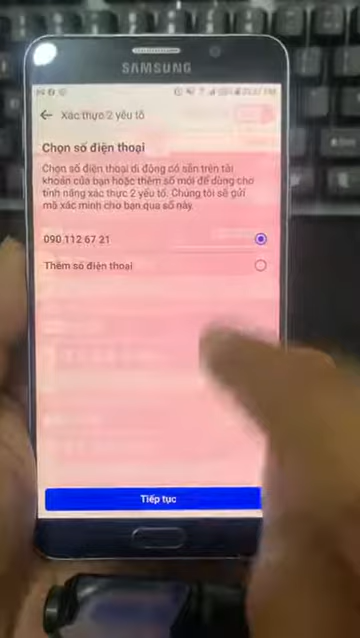 SAMSUNG
Xác thực 2 yếu tố
Chọn số điện thoại
Chọn số điện thoại di động có sẵn trên tài
khoản của bạn hoặc thêm số mới để dùng cho
tính năng xác thực 2 yếu tố. Chúng tôi sẽ gửi
mã xác minh cho bạn qua số này.
090 112 67 21
Thêm số điện thoại
Tiếp tục